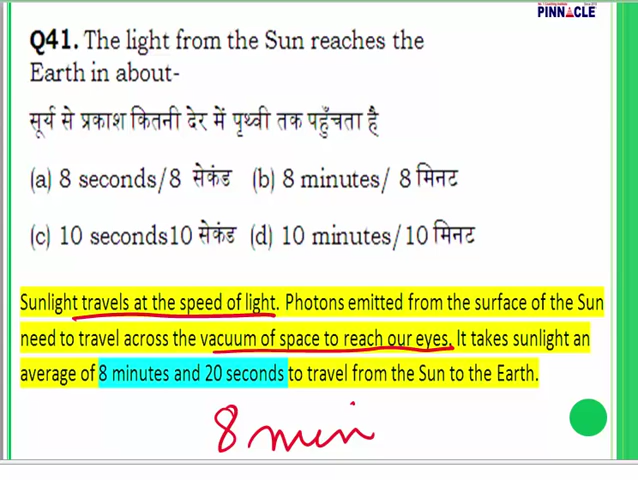 PINNACLE
Q41. The light from the Sun reaches the
Earth in about-
सूर्य से प्रकाश कितनी देर में पृथ्वी तक पहुँचता है
(a) 8 seconds/8 सेकंड (b) 8 minutes/ 8 मिनट
(c) 10 seconds10 सेकंड (d) 10 minutes/10 मिनट
Sunlight travels at the speed of light. Photons emitted from the surface of the Sun
need to travel across the vacuum of space to reach our eyes. It takes sunlight an
average of 8 minutes and 20 seconds to travel from the Sun to the Earth.
8 min